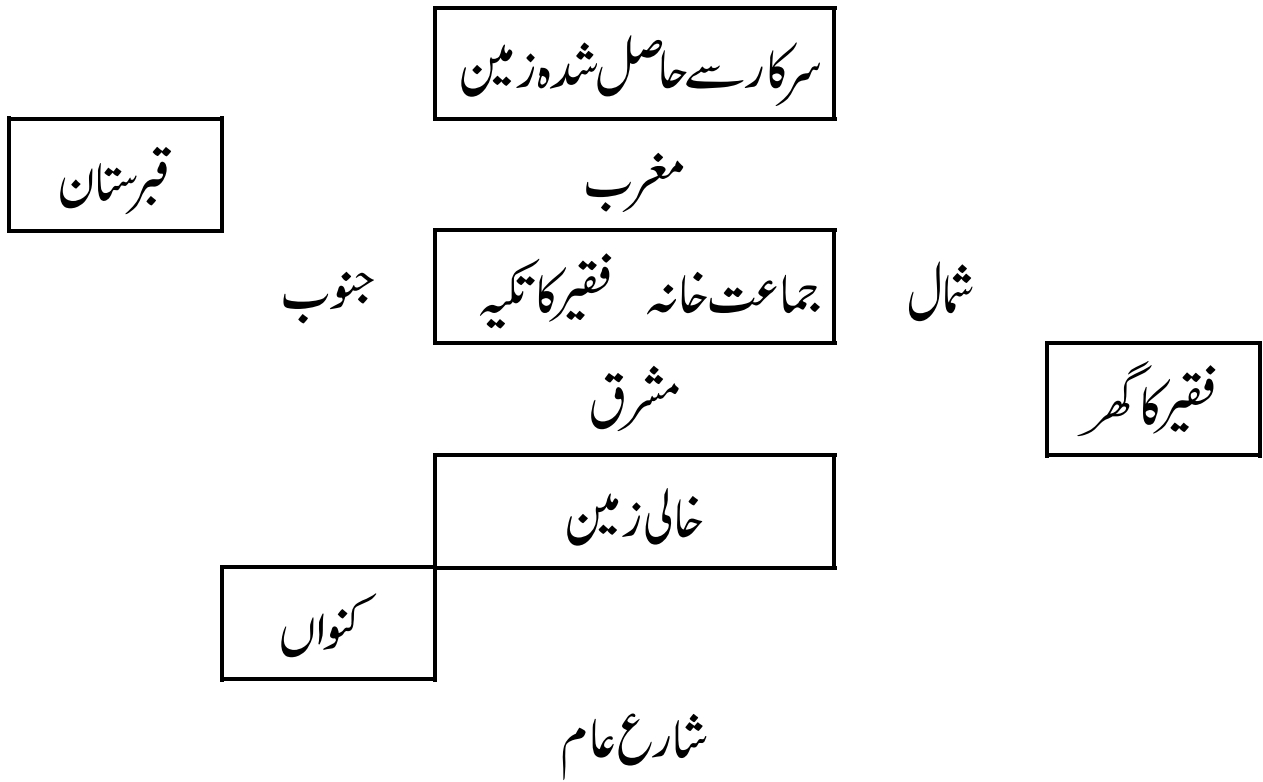 سرکار سے حاصل شدہ زمین
قبرستان
مغرب
شمال
جماعت خانہ فقیر کا تکیہ
جنوب
مشرق
فقیر کا گھر
خالی زمین
کنواں
شارع عام